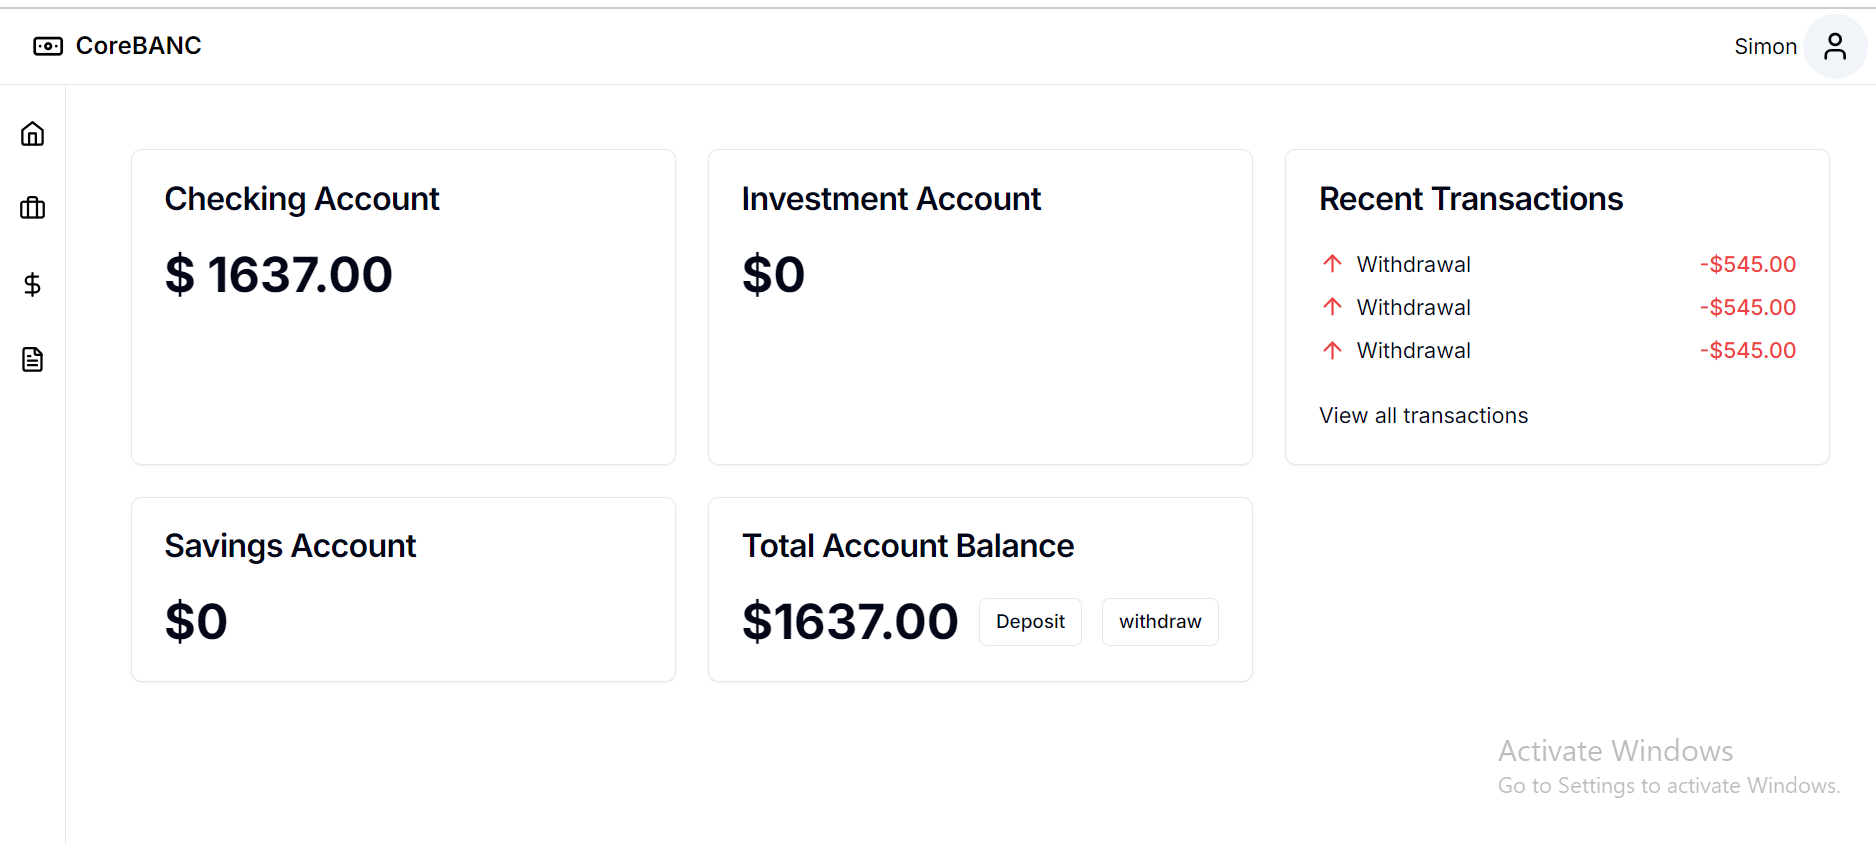 CoreBANC
Simon
Checking Account
$ 1637.00
Investment Account
$0
Recent Transactions
Withdrawal -$545.00
Withdrawal -$545.00
Withdrawal -$545.00
View all transactions
Savings Account
$0
Total Account Balance
$1637.00 Deposit withdraw
Activate Windows
Go to Settings to activate Windows.